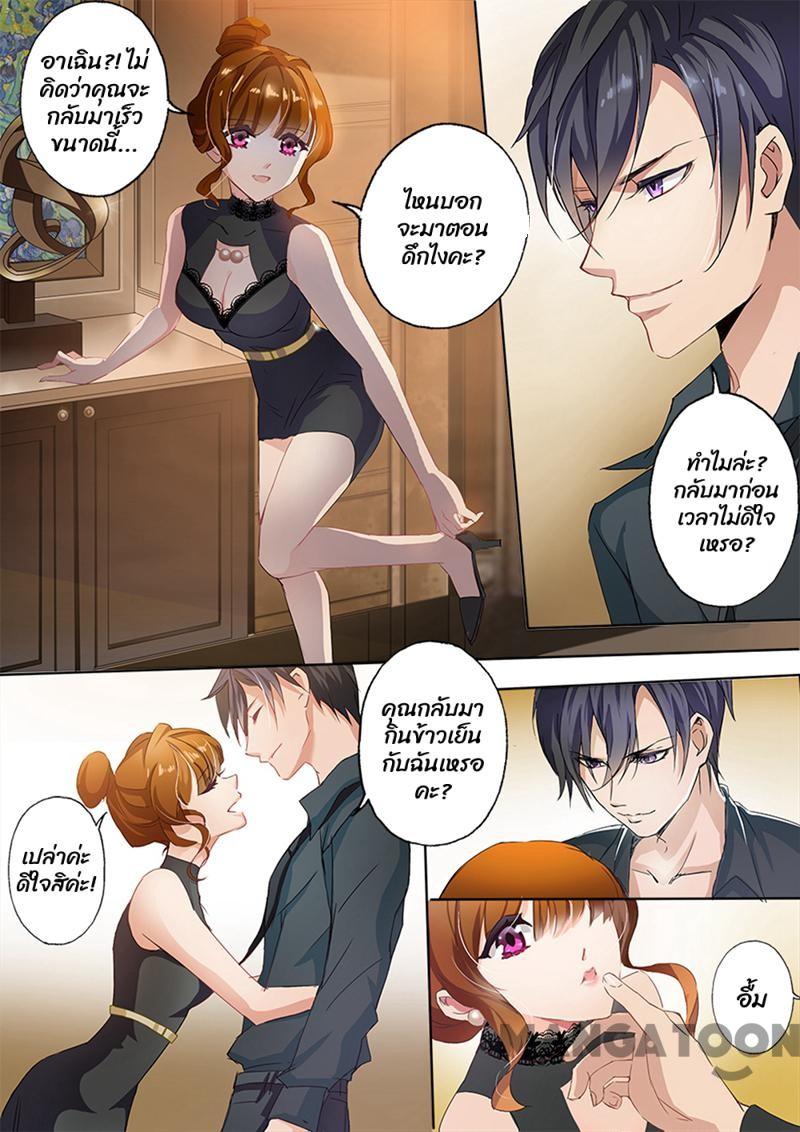 อาเฉิน?! ไม่
คิดว่าคุณจะ
กลับมาเร็ว
ขนาดนี้...
ไหนบอก
จะมาตอน
ดึกไงคะ?
ทำไมล่ะ?
กลับมาก่อน
เวลาไม่ดีใจ
เหรอ?
เปล่าค่ะ
ดีใจสิค่ะ!
คุณกลับมา
กินข้าวเย็น
กับฉันเหรอ
คะ?
อื้ม
MANGATOON